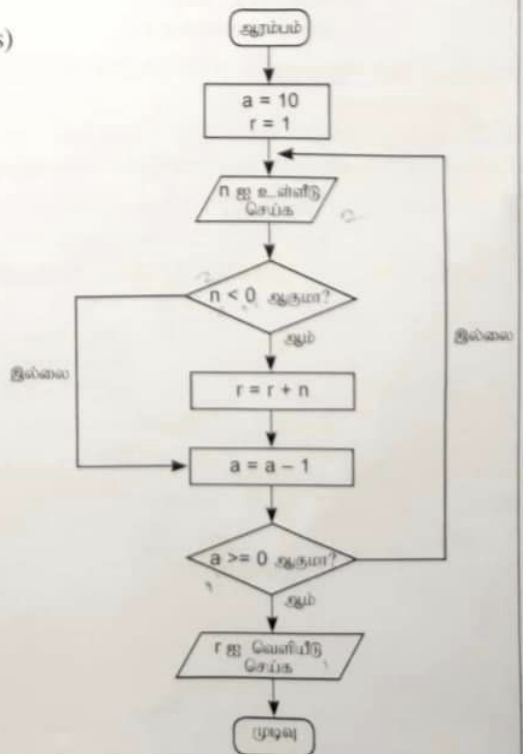 s)
ஆரம்பம்
a = 10
r = 1
n ஐ உள்ளீடு
செய்க
n < 0 ஆகுமா?
ஆம்
இல்லை
இல்லை
r = r + n
a = a – 1
a >= 0 ஆகுமா?
ஆம்
r ஐ வெளியீடு
செய்க
முடிவு